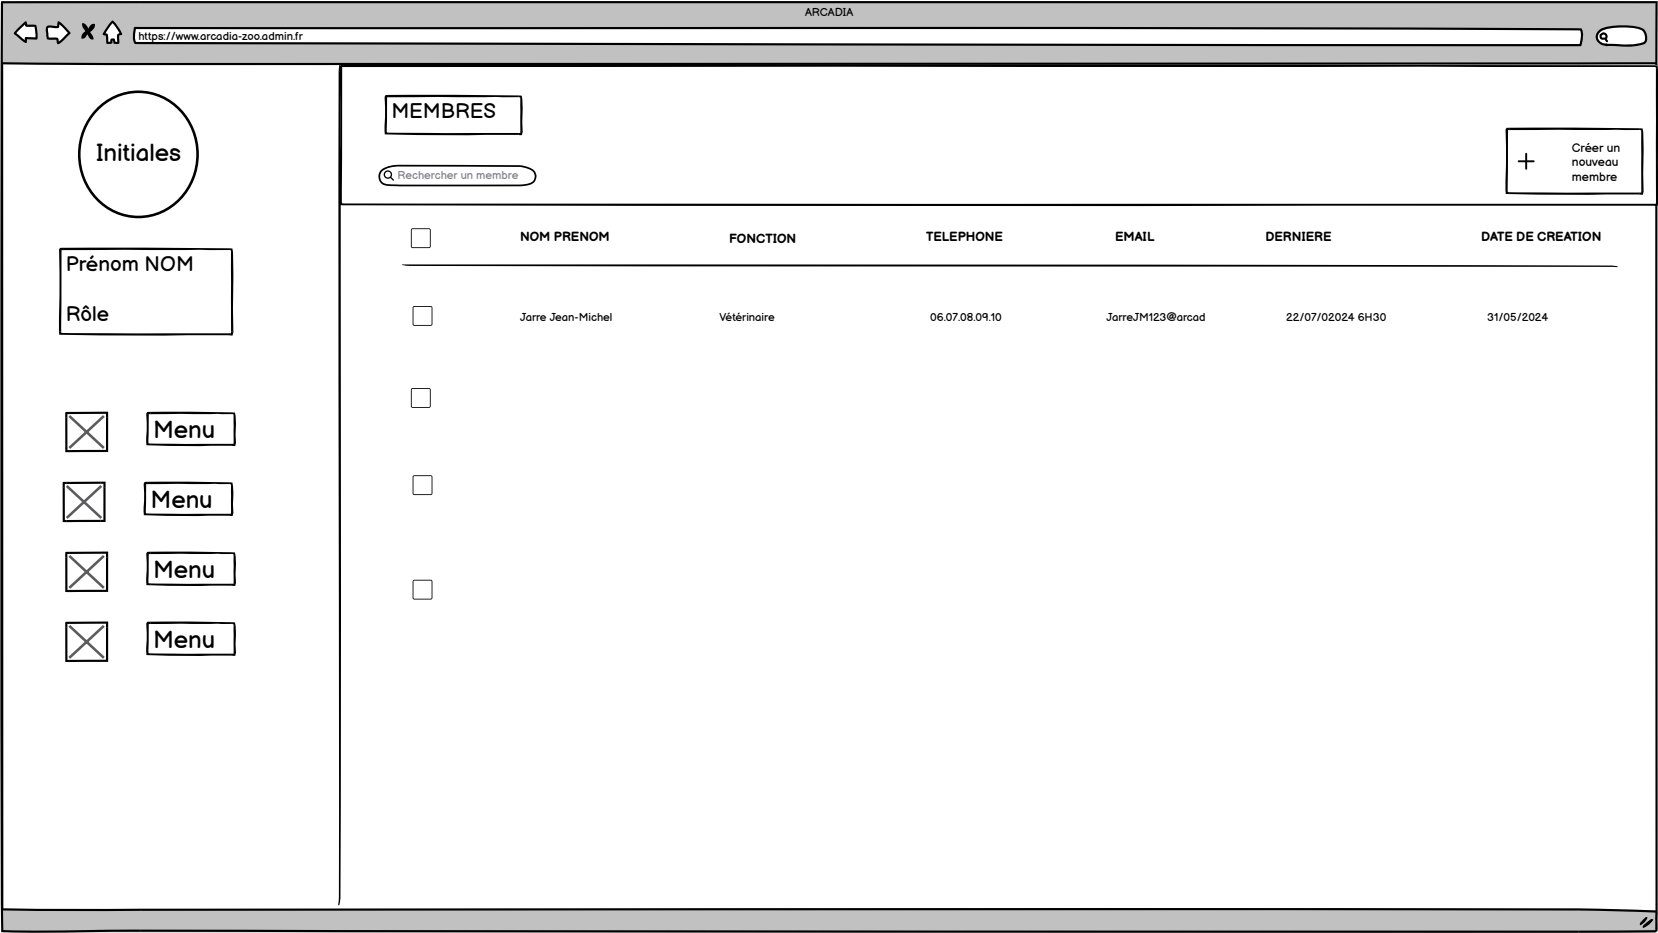 ARCADIA
https://www.arcadia-zoo.admin.fr
Initiales
Prénom NOM
Rôle
Menu
Menu
Menu
Menu
MEMBRES
Rechercher un membre
Créer un
nouveau
membre
NOM PRENOM FONCTION TELEPHONE EMAIL DERNIERE DATE DE CREATION
Jarre Jean-Michel Vétérinaire 06.07.08.09.10 JarreJM123@arcad 22/07/02024 6H30 31/05/2024